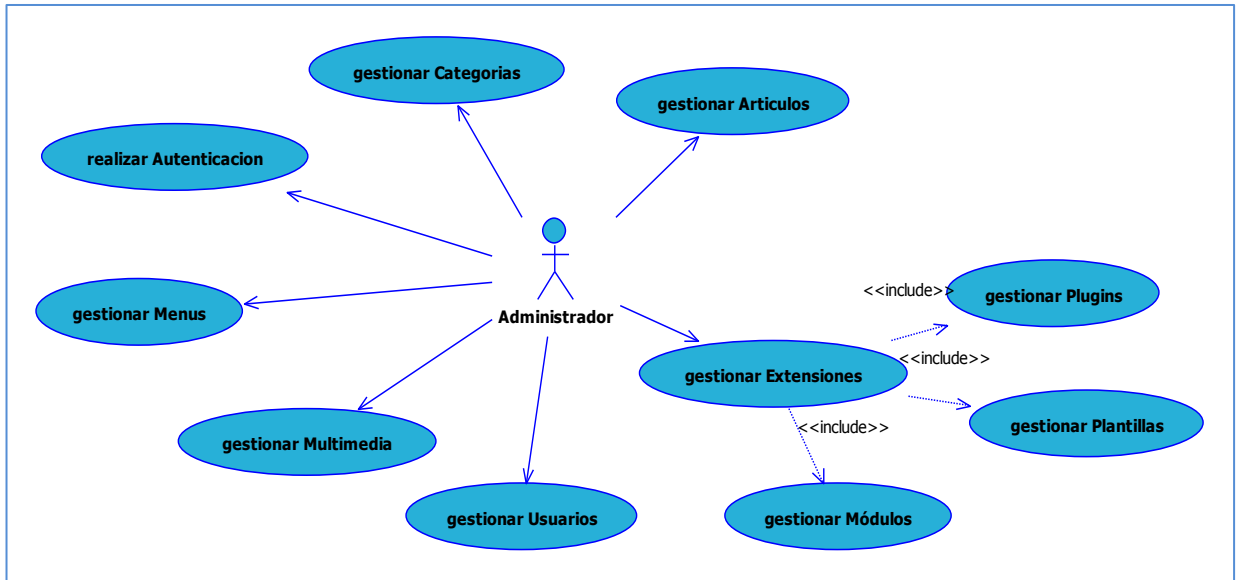 gestionar Categorias
gestionar Articulos
realizar Autenticacion
gestionar Menus
Administrador
<<include>>
gestionar Plugins
<<include>>
gestionar Extensiones
gestionar Plantillas
<<include>>
gestionar Multimedia
gestionar Usuarios
gestionar Módulos